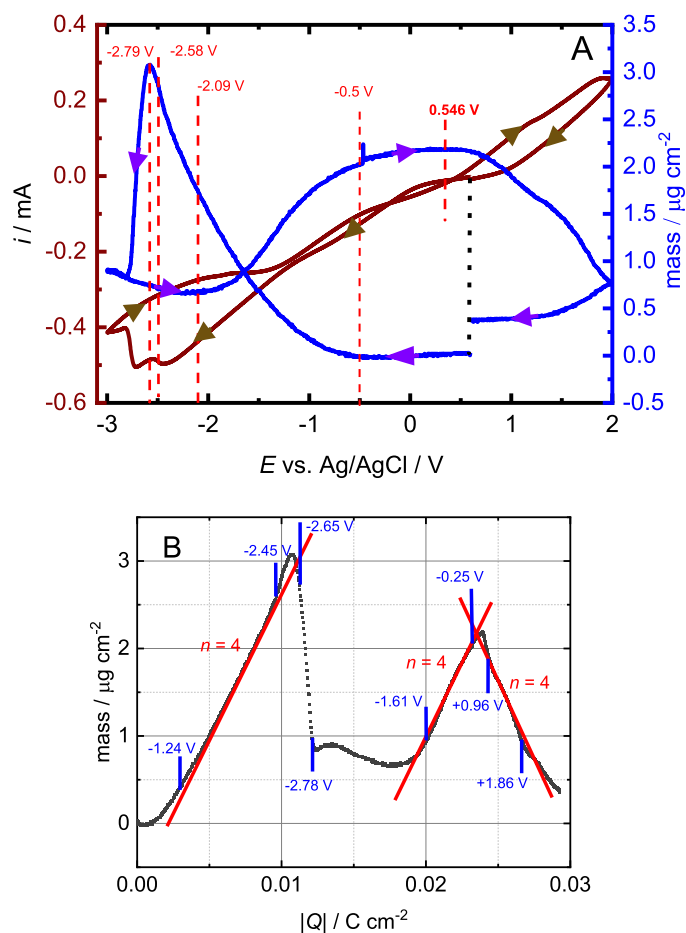 A
-2.79 V
-2.58 V
-2.09 V
-0.5 V
0.546 V
0.4
0.2
0.0
-0.2
-0.4
-0.6
i / mA
3.5
3.0
2.5
2.0
1.5
1.0
0.5
0.0
-0.5
mass / µg cm-2
-3 -2 -1 0 1 2
E vs. Ag/AgCl / V
B
-2.65 V
-2.45 V
-0.25 V
n = 4
n = 4
n = 4
-1.61 V
+0.96 V
-1.24 V
-2.78 V
+1.86 V
3
2
1
0
mass / µg cm-2
0.00 0.01 0.02 0.03
|Q| / C cm-2